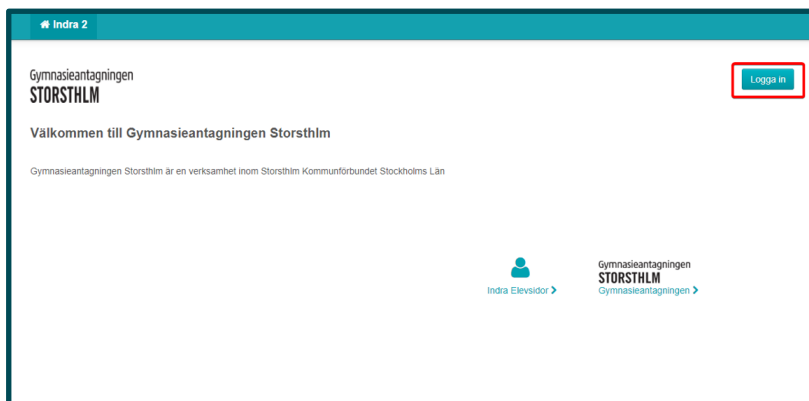 Indra 2
Gymnasieantagningen
STORSTHLM
Logga in
Välkommen till Gymnasieantagningen Storsthlm
Gymnasieantagningen Storsthlm är en verksamhet inom Storsthlm Kommunförbundet Stockholms Län
Indra Elevsidor
Gymnasieantagningen
STORSTHLM
Gymnasieantagningen